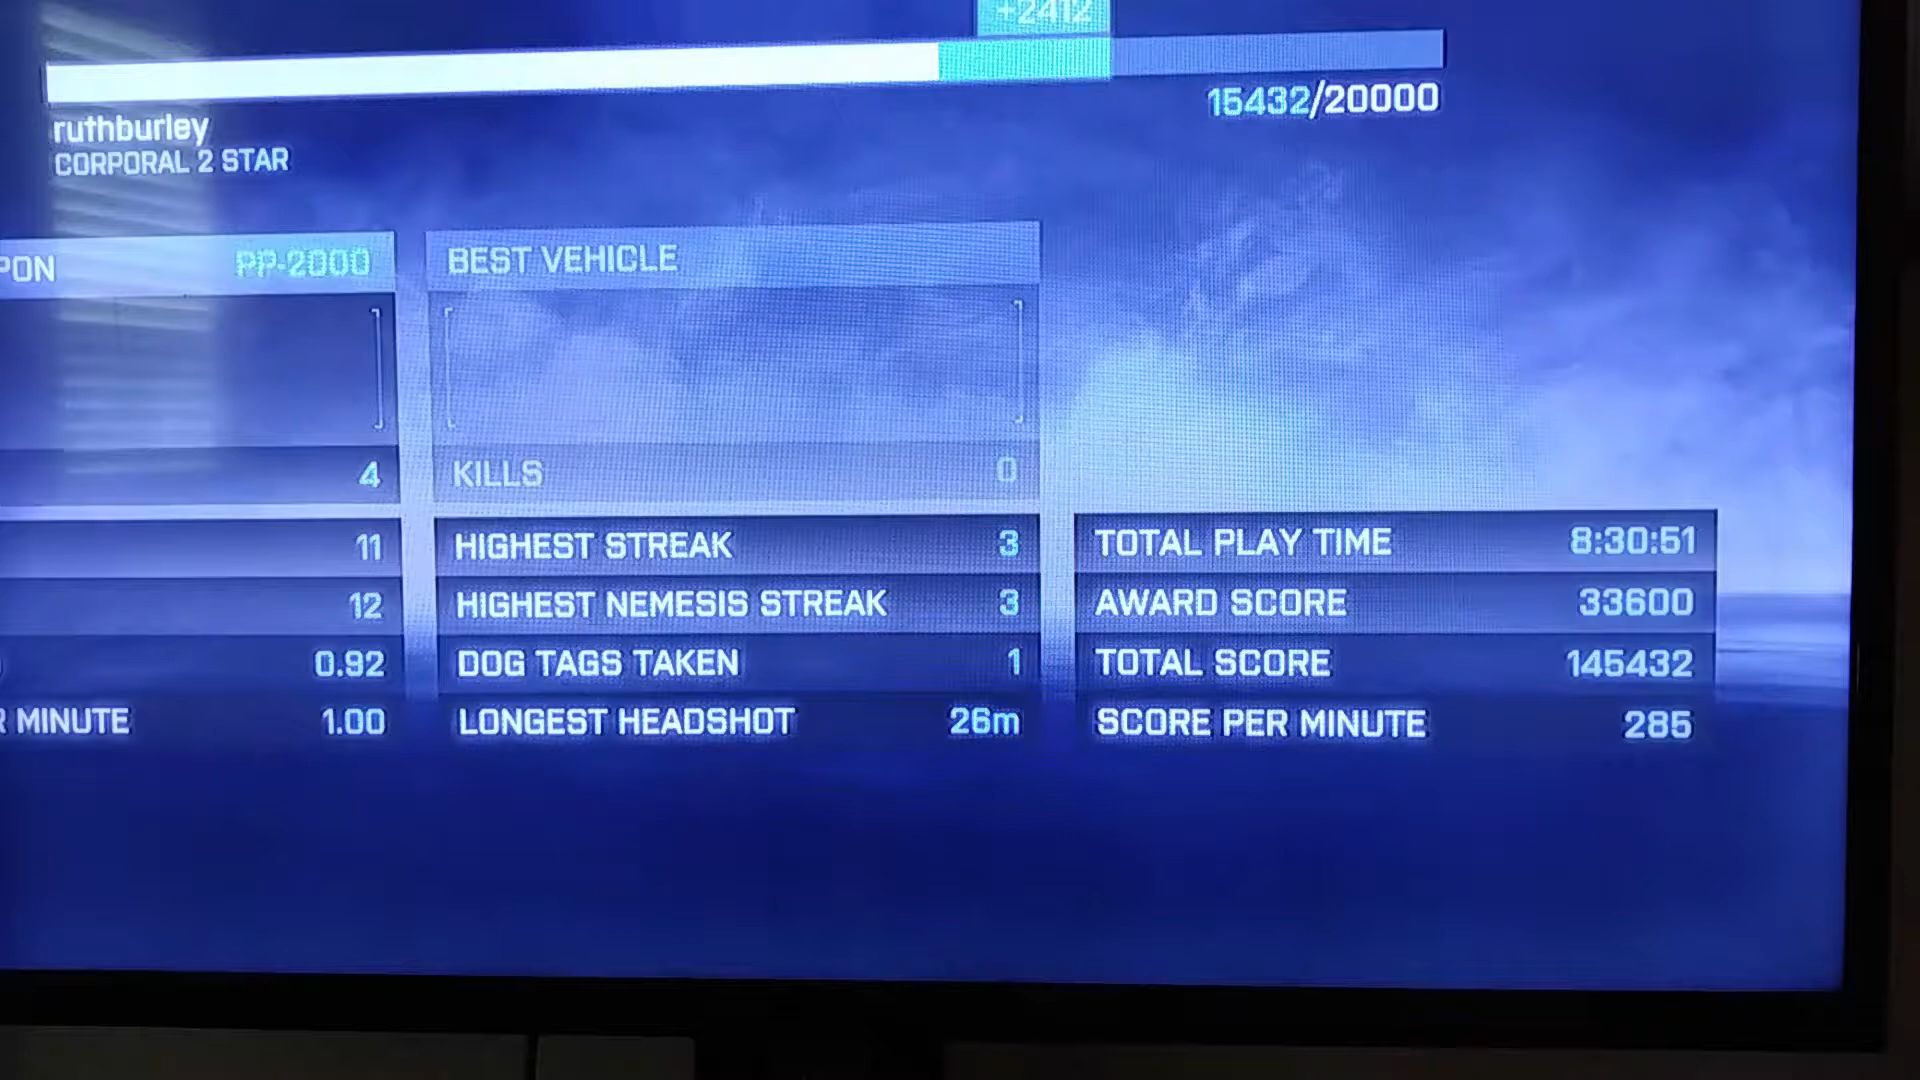 +2412
15432/20000
ruthburley
CORPORAL 2 STAR
PON PP-2000
4
11
12
0.92
R MINUTE 1.00
BEST VEHICLE
KILLS 0
HIGHEST STREAK 3
HIGHEST NEMESIS STREAK 3
DOG TAGS TAKEN 1
LONGEST HEADSHOT 26m
TOTAL PLAY TIME 8:30:51
AWARD SCORE 33600
TOTAL SCORE 145432
SCORE PER MINUTE 285